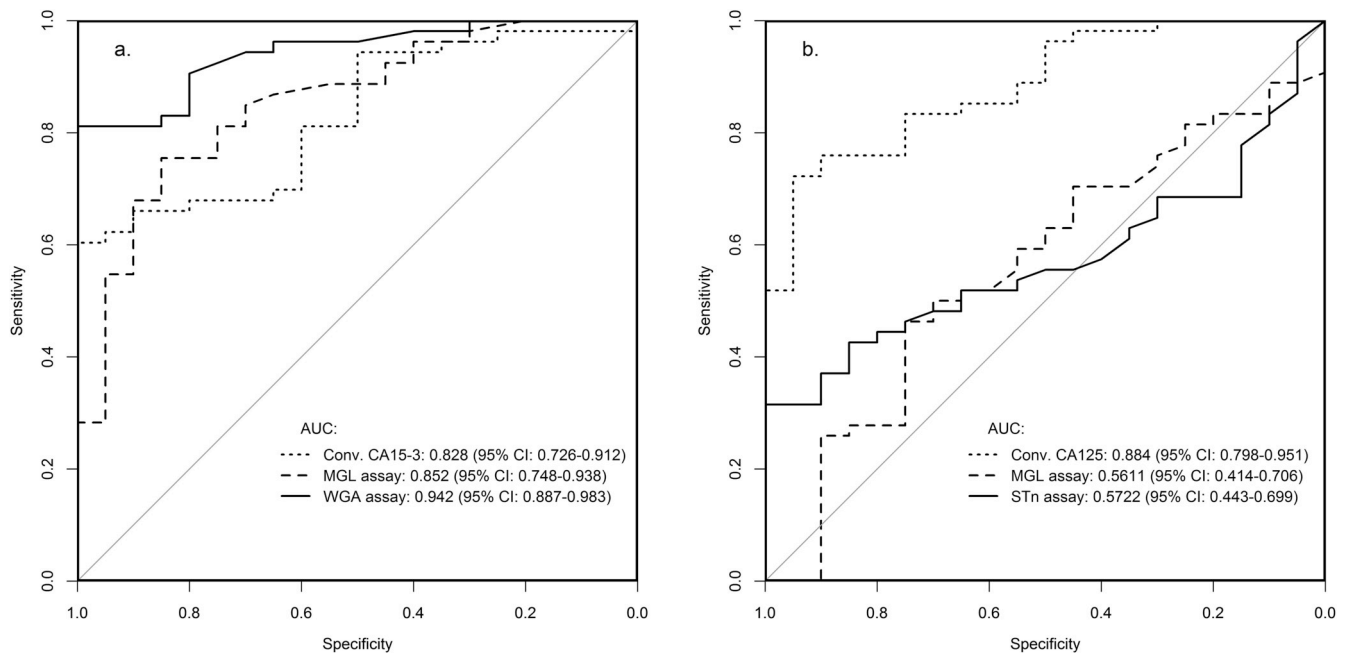 a.
Sensitivity
1.0
0.8
0.6
0.4
0.2
0.0
AUC:
Conv. CA15-3: 0.828 (95% CI: 0.726-0.912)
MGL assay: 0.852 (95% CI: 0.748-0.938)
WGA assay: 0.942 (95% CI: 0.887-0.983)
1.0 0.8 0.6 0.4 0.2 0.0
Specificity
b.
Sensitivity
1.0
0.8
0.6
0.4
0.2
0.0
AUC:
Conv. CA125: 0.884 (95% CI: 0.798-0.951)
MGL assay: 0.5611 (95% CI: 0.414-0.706)
STn assay: 0.5722 (95% CI: 0.443-0.699)
1.0 0.8 0.6 0.4 0.2 0.0
Specificity